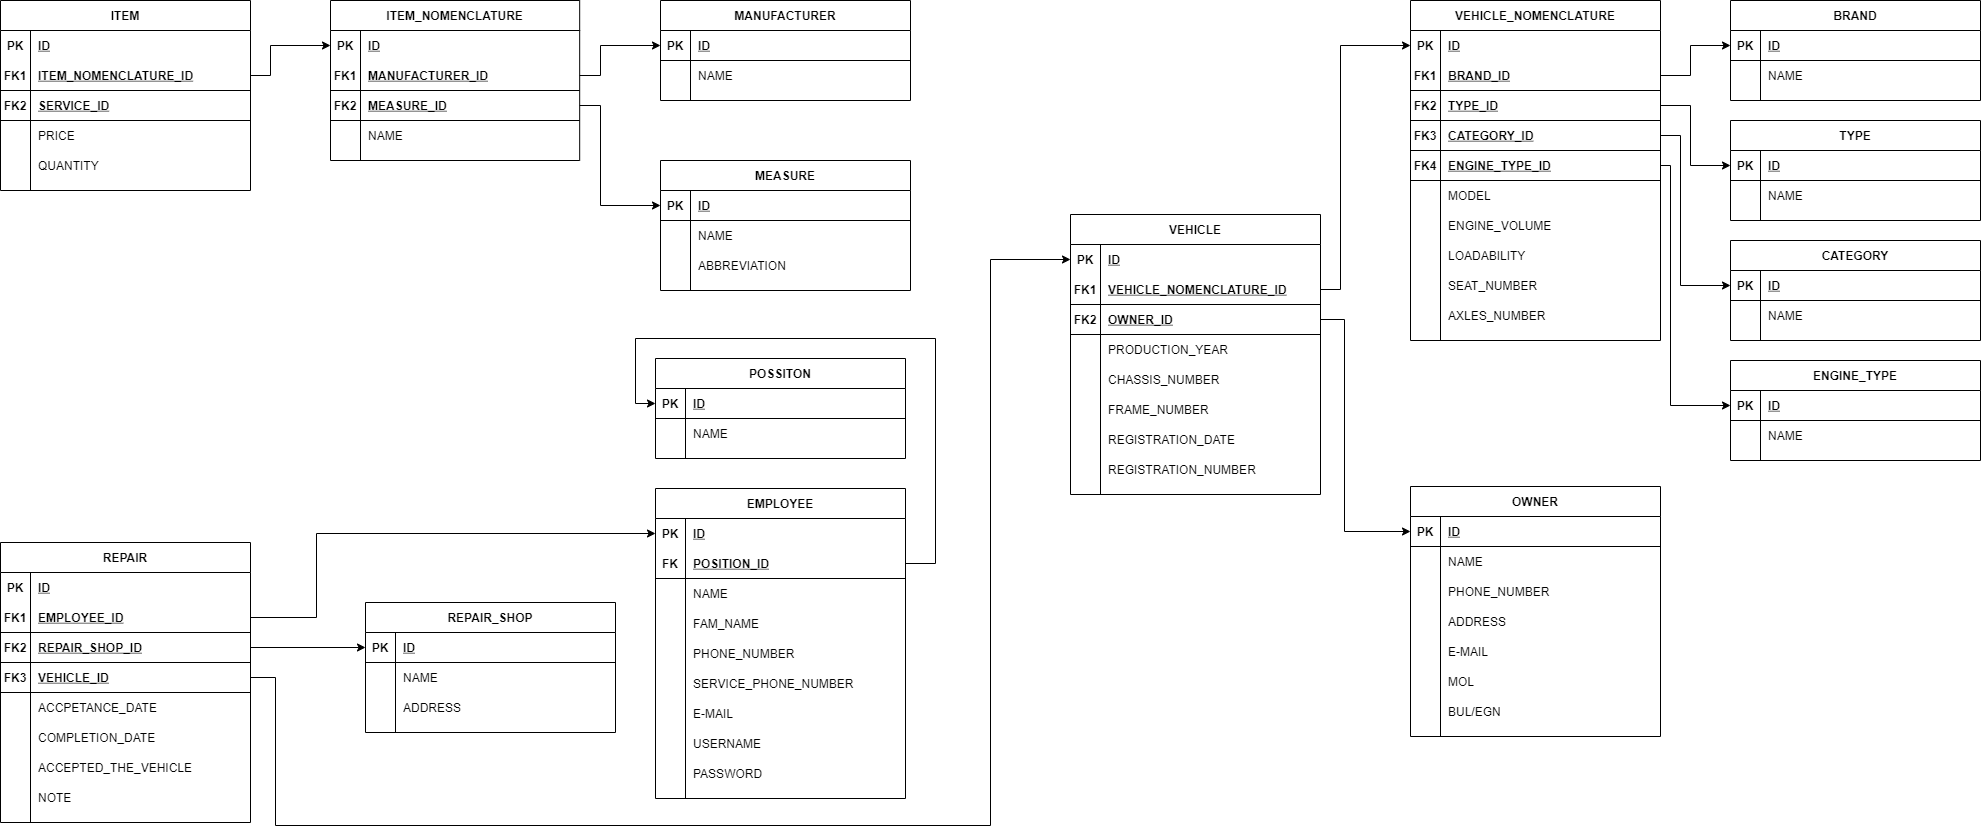 ITEM
PK ID
FK1 ITEM_NOMENCLATURE_ID
FK2 SERVICE_ID
PRICE
QUANTITY
ITEM_NOMENCLATURE
PK ID
FK1 MANUFACTURER_ID
FK2 MEASURE_ID
NAME
MANUFACTURER
PK ID
NAME
MEASURE
PK ID
NAME
ABBREVIATION
VEHICLE_NOMENCLATURE
PK ID
FK1 BRAND_ID
FK2 TYPE_ID
FK3 CATEGORY_ID
FK4 ENGINE_TYPE_ID
MODEL
ENGINE_VOLUME
LOADABILITY
SEAT_NUMBER
AXLES_NUMBER
BRAND
PK ID
NAME
TYPE
PK ID
NAME
CATEGORY
PK ID
NAME
ENGINE_TYPE
PK ID
NAME
VEHICLE
PK ID
FK1 VEHICLE_NOMENCLATURE_ID
FK2 OWNER_ID
PRODUCTION_YEAR
CHASSIS_NUMBER
FRAME_NUMBER
REGISTRATION_DATE
REGISTRATION_NUMBER
POSSITON
PK ID
NAME
EMPLOYEE
PK ID
FK POSITION_ID
NAME
FAM_NAME
PHONE_NUMBER
SERVICE_PHONE_NUMBER
E-MAIL
USERNAME
PASSWORD
OWNER
PK ID
NAME
PHONE_NUMBER
ADDRESS
E-MAIL
MOL
BUL/EGN
REPAIR
PK ID
FK1 EMPLOYEE_ID
FK2 REPAIR_SHOP_ID
FK3 VEHICLE_ID
ACCPETANCE_DATE
COMPLETION_DATE
ACCEPTED_THE_VEHICLE
NOTE
REPAIR_SHOP
PK ID
NAME
ADDRESS